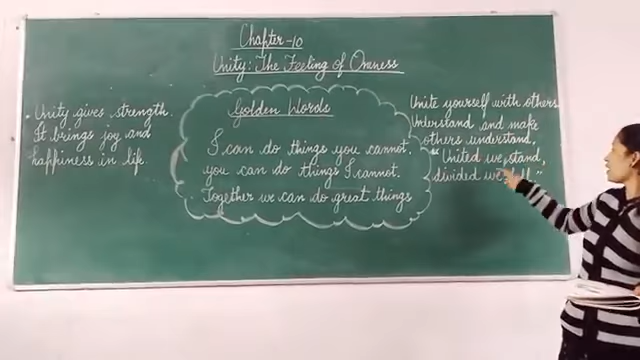 Chapter-10
Unity: The Feeling of Oneness
. Unity gives strength.
It brings joy and
happiness in life.
Golden Words
I can do things you cannot.
you can do things I cannot.
Together we can do great things
Unite yourself with others
Understand and make
others understand.
"United we stand,
divided we fall."